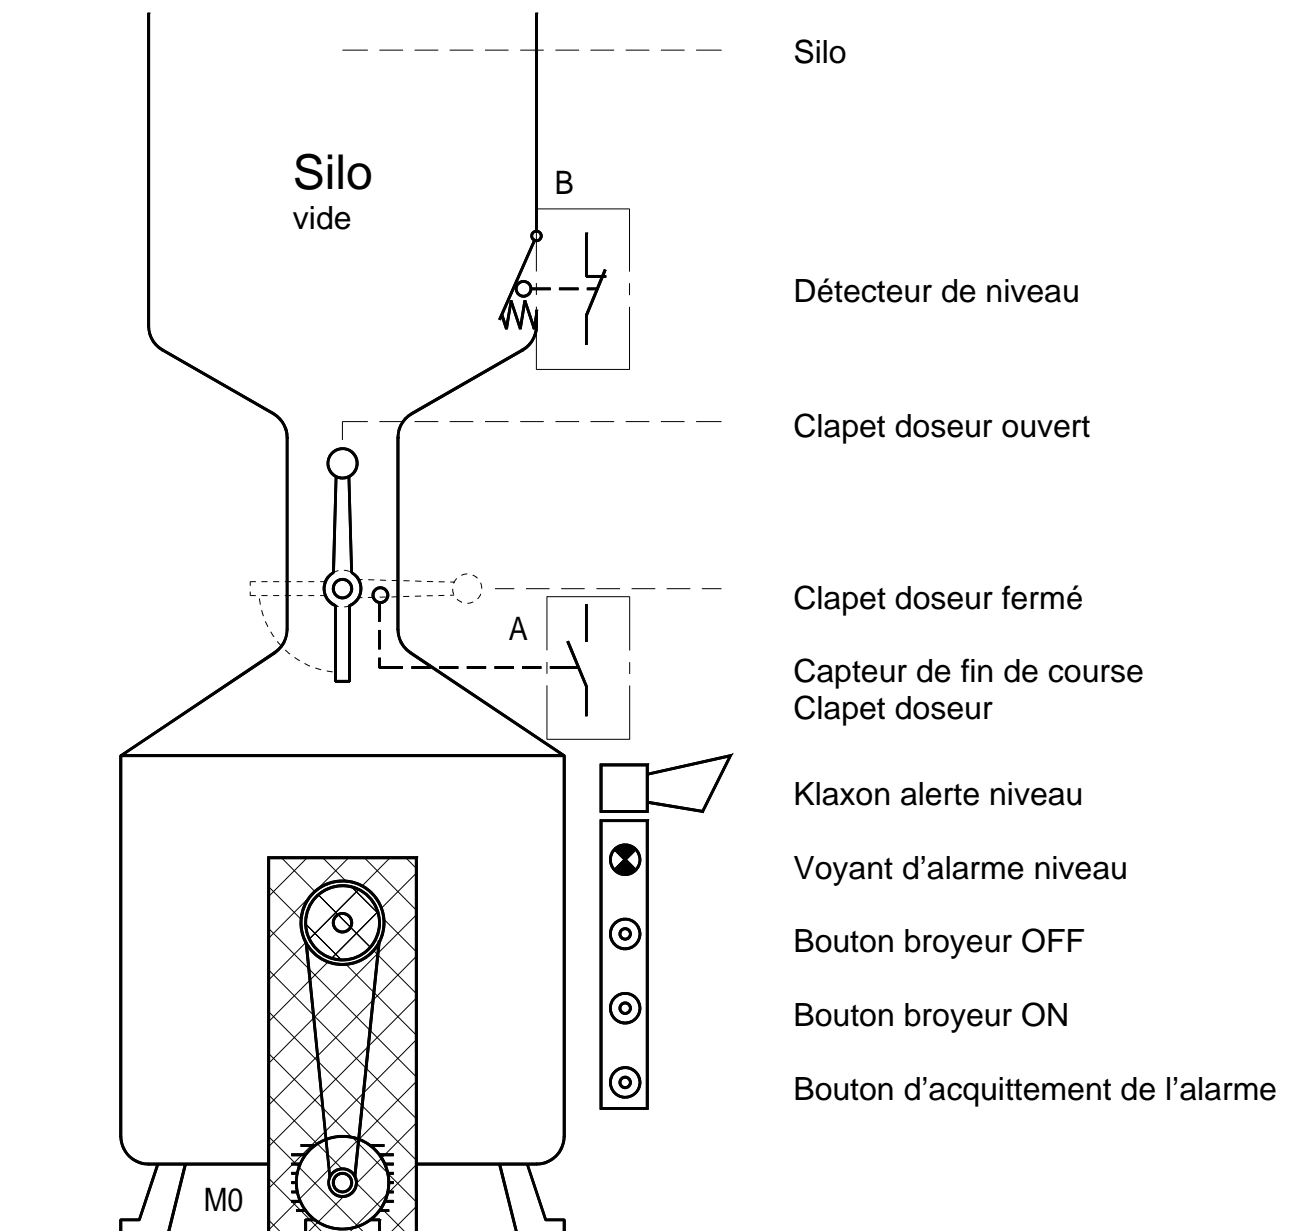 Silo
Silo
vide
B
Détecteur de niveau
Clapet doseur ouvert
Clapet doseur fermé
A
Capteur de fin de course
Clapet doseur
Klaxon alerte niveau
Voyant d’alarme niveau
Bouton broyeur OFF
Bouton broyeur ON
Bouton d’acquittement de l’alarme
M0